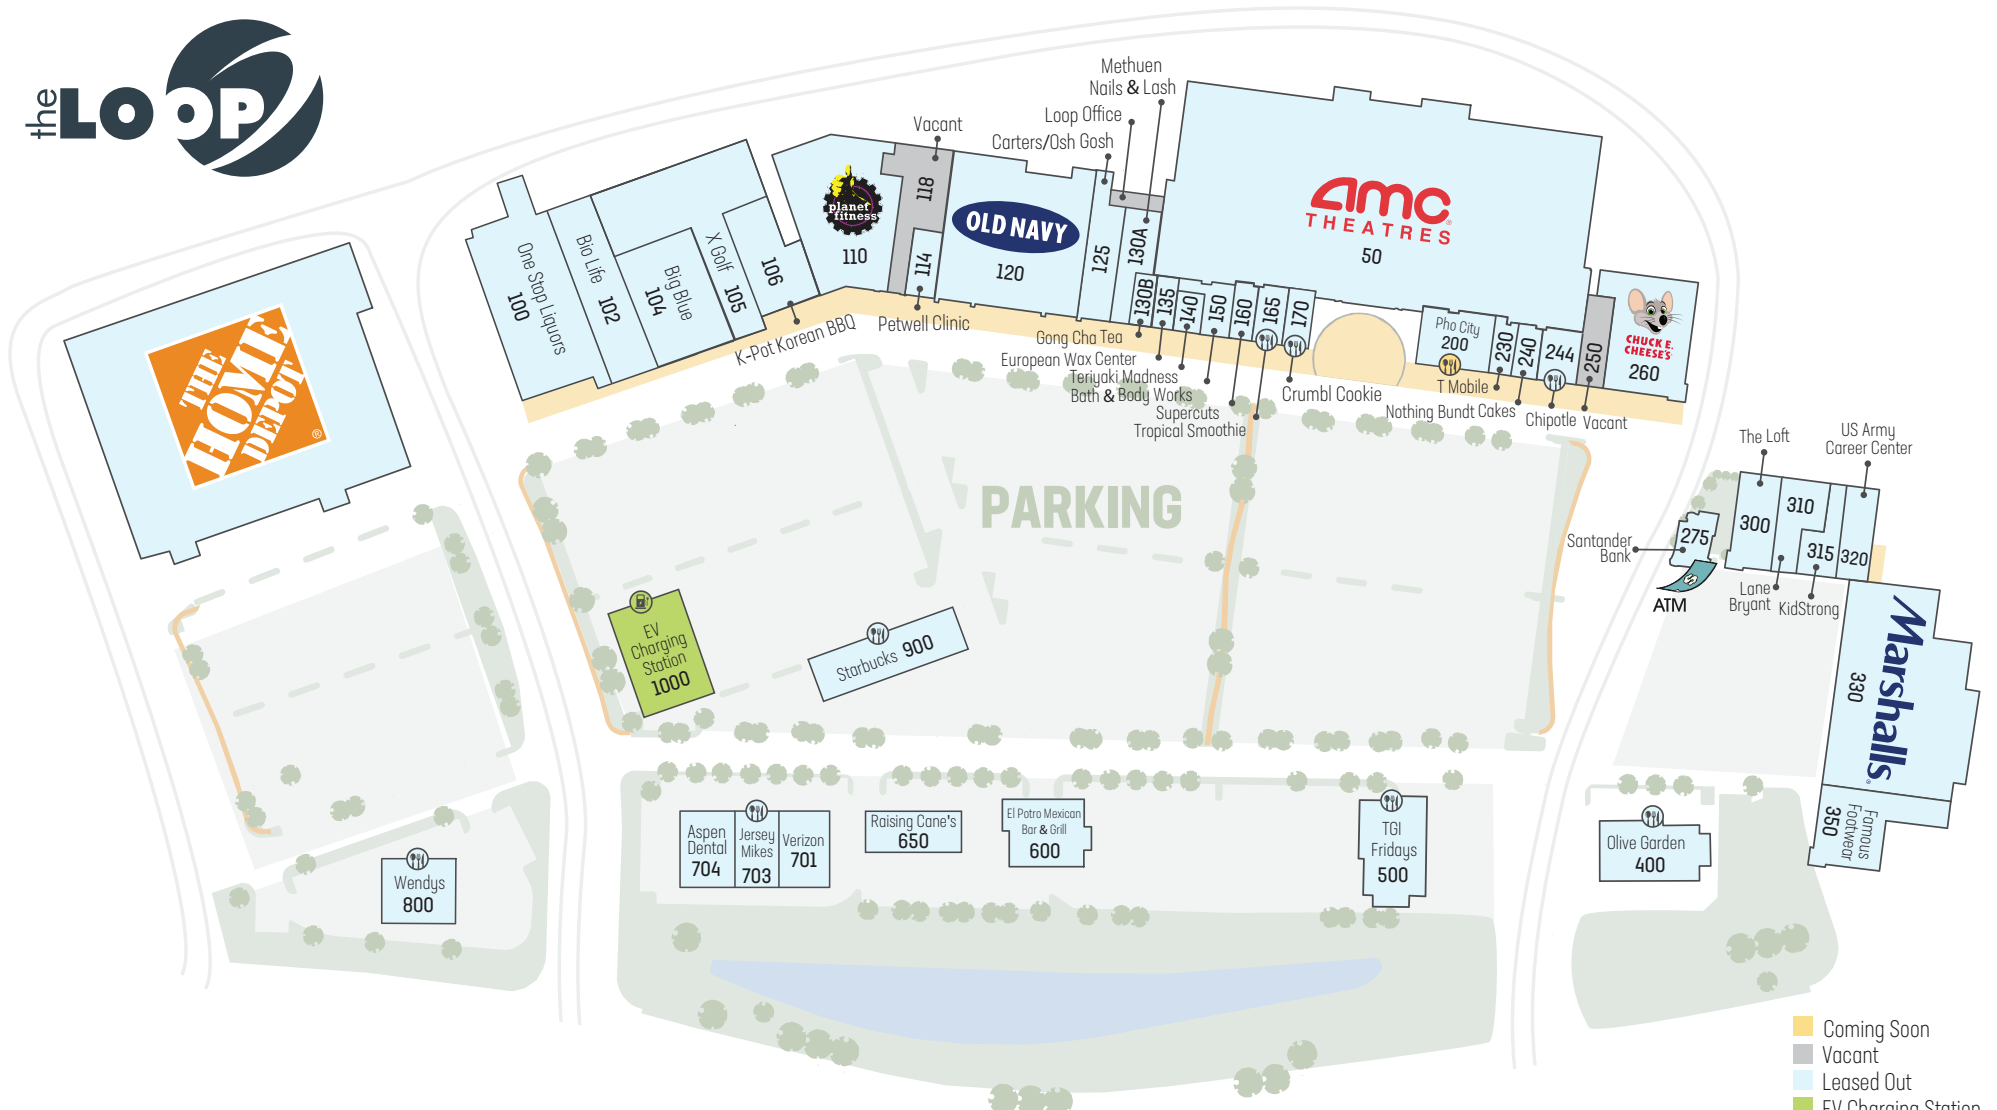 the LOOP
Methuen
Nails & Lash
Loop Office
Carters/Osh Gosh
Vacant
118
planet
fitness
110
114
Petwell Clinic
OLD NAVY
120
125
130A
amc
THEATRES
50
One Stop Liquors
100
Bio Life
102
Big Blue
104
X Golf
105
106
K-Pot Korean BBQ
130B
135
140
150
160
165
170
Gong Cha Tea
European Wax Center
Teriyaki Madness
Bath & Body Works
Supercuts
Tropical Smoothie
Crumbl Cookie
Pho City
200
230
240
244
250
T Mobile
Nothing Bundt Cakes
Chipotle
Vacant
CHUCK E.
CHEESE'S
260
THE
HOME
DEPOT
®
PARKING
The Loft
US Army
Career Center
300
310
315
320
275
Santander
Bank
ATM
Lane
Bryant
KidStrong
Marshalls
330
Famous
Footwear
350
EV
Charging
Station
1000
Starbucks 900
Aspen
Dental
704
Jersey
Mikes
703
Verizon
701
Raising Cane's
650
El Potro Mexican
Bar & Grill
600
TGI
Fridays
500
Olive Garden
400
Wendys
800
Coming Soon
Vacant
Leased Out
EV Charging Station